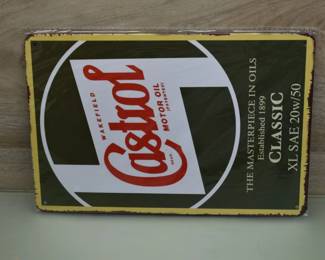 WAKEFIELD
Castrol
MOTOR OIL
THE MASTERPIECE IN OILS
Established 1899
CLASSIC
XL SAE 20w/50